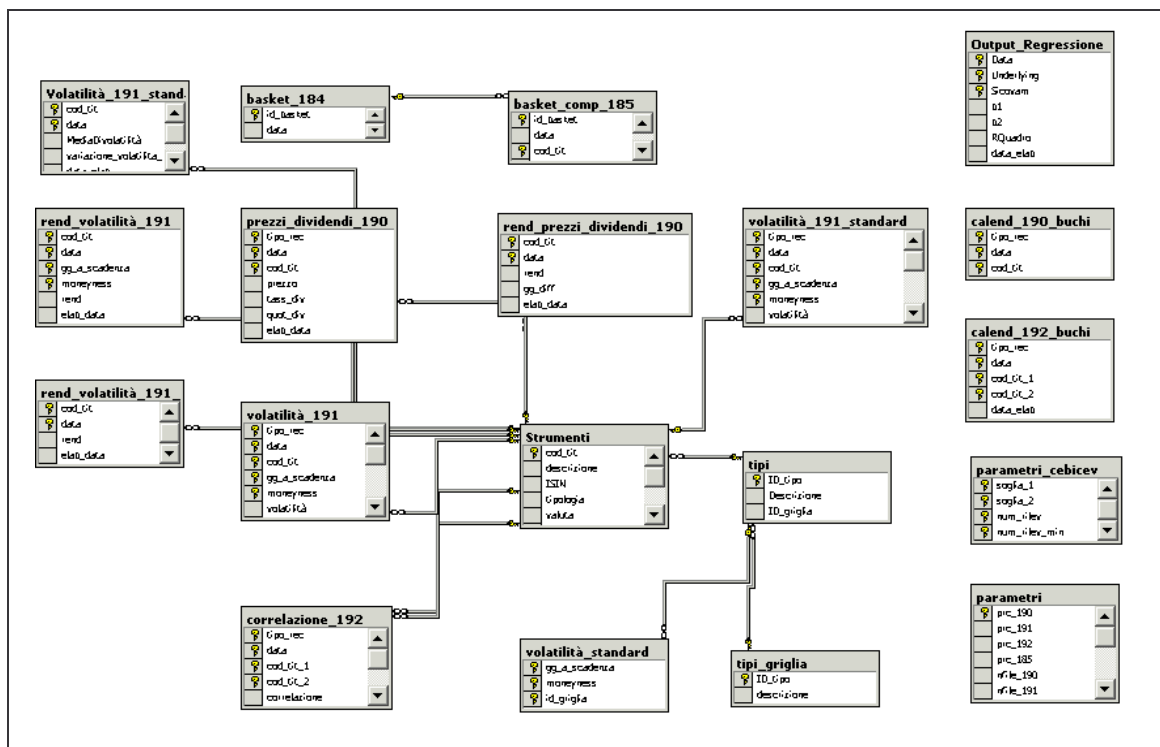 Volatilità_191_stand
cod_tit
data
MediaDivolatilità
variazione_volatilita_
data_elab
basket_184
id_basket
data
basket_comp_185
id_basket
data
cod_tit
Output_Regressione
Data
Underlying
Sicovam
b1
b2
RQuadro
data_elab
rend_volatilità_191
cod_tit
data
gg_a_scadenza
moneyness
rend
elab_data
prezzi_dividendi_190
tipo_rec
data
cod_tit
prezzo
tass_div
quot_div
elab_data
rend_prezzi_dividendi_190
cod_tit
data
rend
gg_diff
elab_data
volatilità_191_standard
tipo_rec
data
cod_tit
gg_a_scadenza
moneyness
volatilità
calend_190_buchi
tipo_rec
data
cod_tit
calend_192_buchi
tipo_rec
data
cod_tit_1
cod_tit_2
data_elab
rend_volatilità_191_
cod_tit
data
rend
elab_data
volatilità_191
tipo_rec
data
cod_tit
gg_a_scadenza
moneyness
volatilità
Strumenti
cod_tit
descrizione
ISIN
tipologia
valuta
tipi
ID_tipo
Descrizione
ID_griglia
parametri_cebicev
soglia_1
soglia_2
num_rilev
num_rilev_min
correlazione_192
tipo_rec
data
cod_tit_1
cod_tit_2
correlazione
volatilità_standard
gg_a_scadenza
moneyness
id_griglia
tipi_griglia
ID_tipo
descrizione
parametri
prc_190
prc_191
prc_192
prc_185
nfile_190
nfile_191